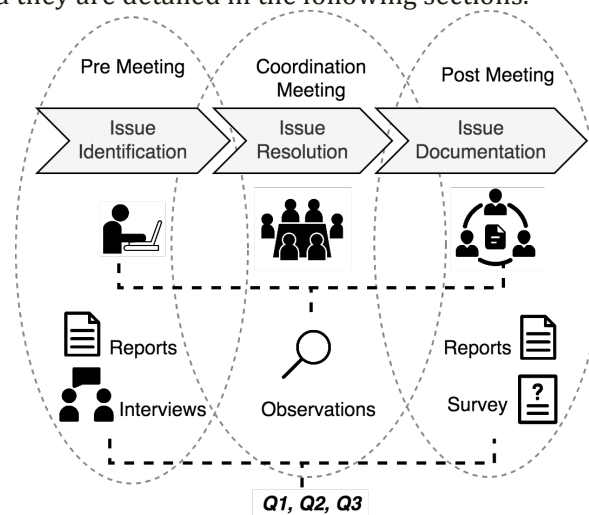 d they are detailed in the following sections.
Pre Meeting
Coordination
Meeting
Post Meeting
Issue
Identification
Issue
Resolution
Issue
Documentation
Reports
Interviews
Observations
Reports
Survey
?
Q1, Q2, Q3